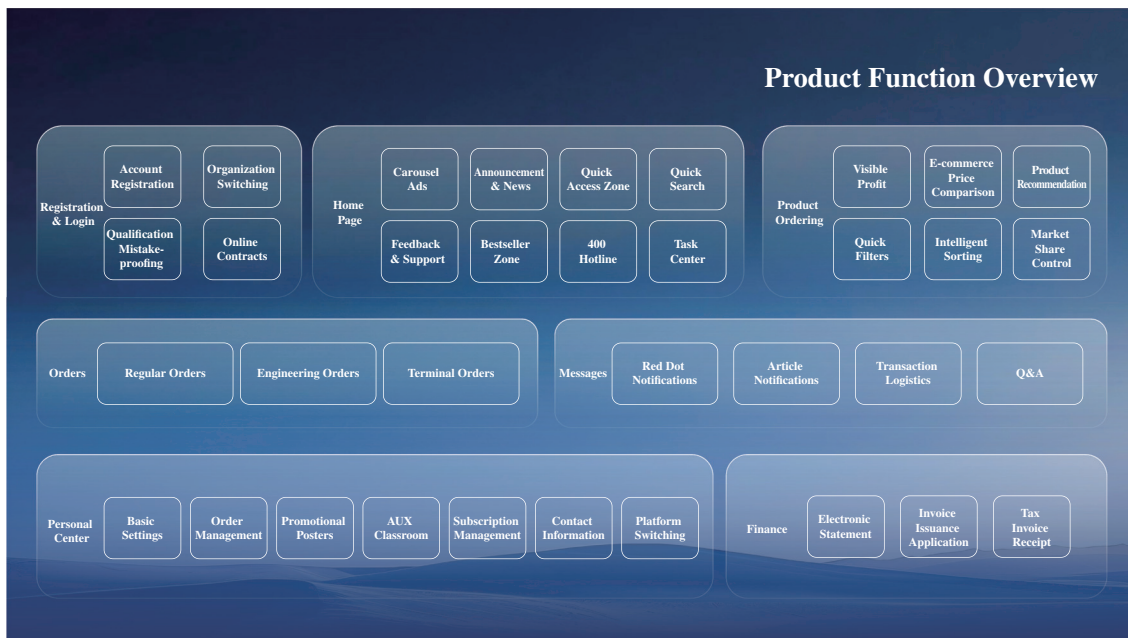 Product Function Overview
Registration
& Login
Account
Registration
Organization
Switching
Qualification
Mistake-
proofing
Online
Contracts
Home
Page
Carousel
Ads
Announcement
& News
Quick
Access Zone
Quick
Search
Feedback
& Support
Bestseller
Zone
400
Hotline
Task
Center
Product
Ordering
Visible
Profit
E-commerce
Price
Comparison
Product
Recommendation
Quick
Filters
Intelligent
Sorting
Market
Share
Control
Orders
Regular Orders
Engineering Orders
Terminal Orders
Messages
Red Dot
Notifications
Article
Notifications
Transaction
Logistics
Q&A
Personal
Center
Basic
Settings
Order
Management
Promotional
Posters
AUX
Classroom
Subscription
Management
Contact
Information
Platform
Switching
Finance
Electronic
Statement
Invoice
Issuance
Application
Tax
Invoice
Receipt